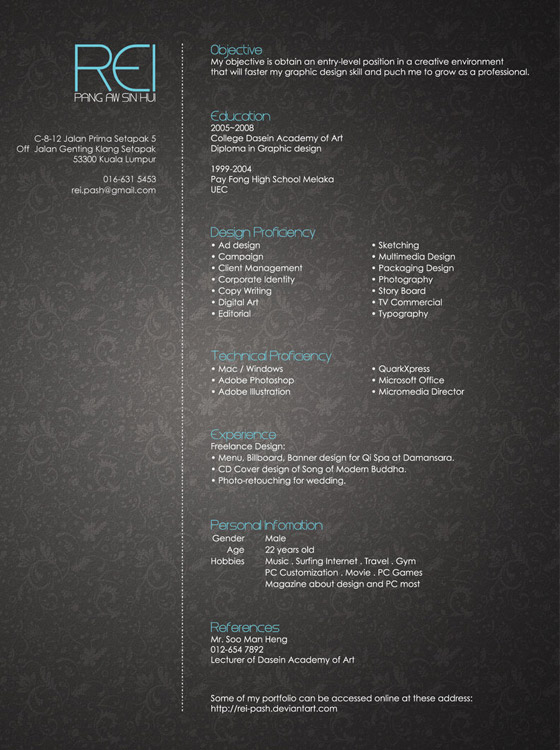 REI
PANG AW SIN HUI
C-8-12 Jalan Prima Setapak 5
Off Jalan Genting Klang Setapak
53300 Kuala Lumpur
016-631 5453
rei.pash@gmail.com
Objective
My objective is obtain an entry-level position in a creative environment
that will faster my graphic design skill and puch me to grow as a professional.
Education
2005~2008
College Dasein Academy of Art
Diploma in Graphic design
1999-2004
Pay Fong High School Melaka
UEC
Design Proficiency
• Ad design
• Campaign
• Client Management
• Corporate Identity
• Copy Writing
• Digital Art
• Editorial
• Sketching
• Multimedia Design
• Packaging Design
• Photography
• Story Board
• TV Commercial
• Typography
Technical Proficiency
• Mac / Windows
• Adobe Photoshop
• Adobe Illustration
• QuarkXpress
• Microsoft Office
• Micromedia Director
Experience
Freelance Design:
• Menu, Billboard, Banner design for Qi Spa at Damansara.
• CD Cover design of Song of Modern Buddha.
• Photo-retouching for wedding.
Personal Infomation
Gender Male
Age 22 years old
Hobbies Music . Surfing Internet . Travel . Gym
PC Customization . Movie . PC Games
Magazine about design and PC most
References
Mr. Soo Man Heng
012-654 7892
Lecturer of Dasein Academy of Art
Some of my portfolio can be accessed online at these address:
http://rei-pash.deviantart.com